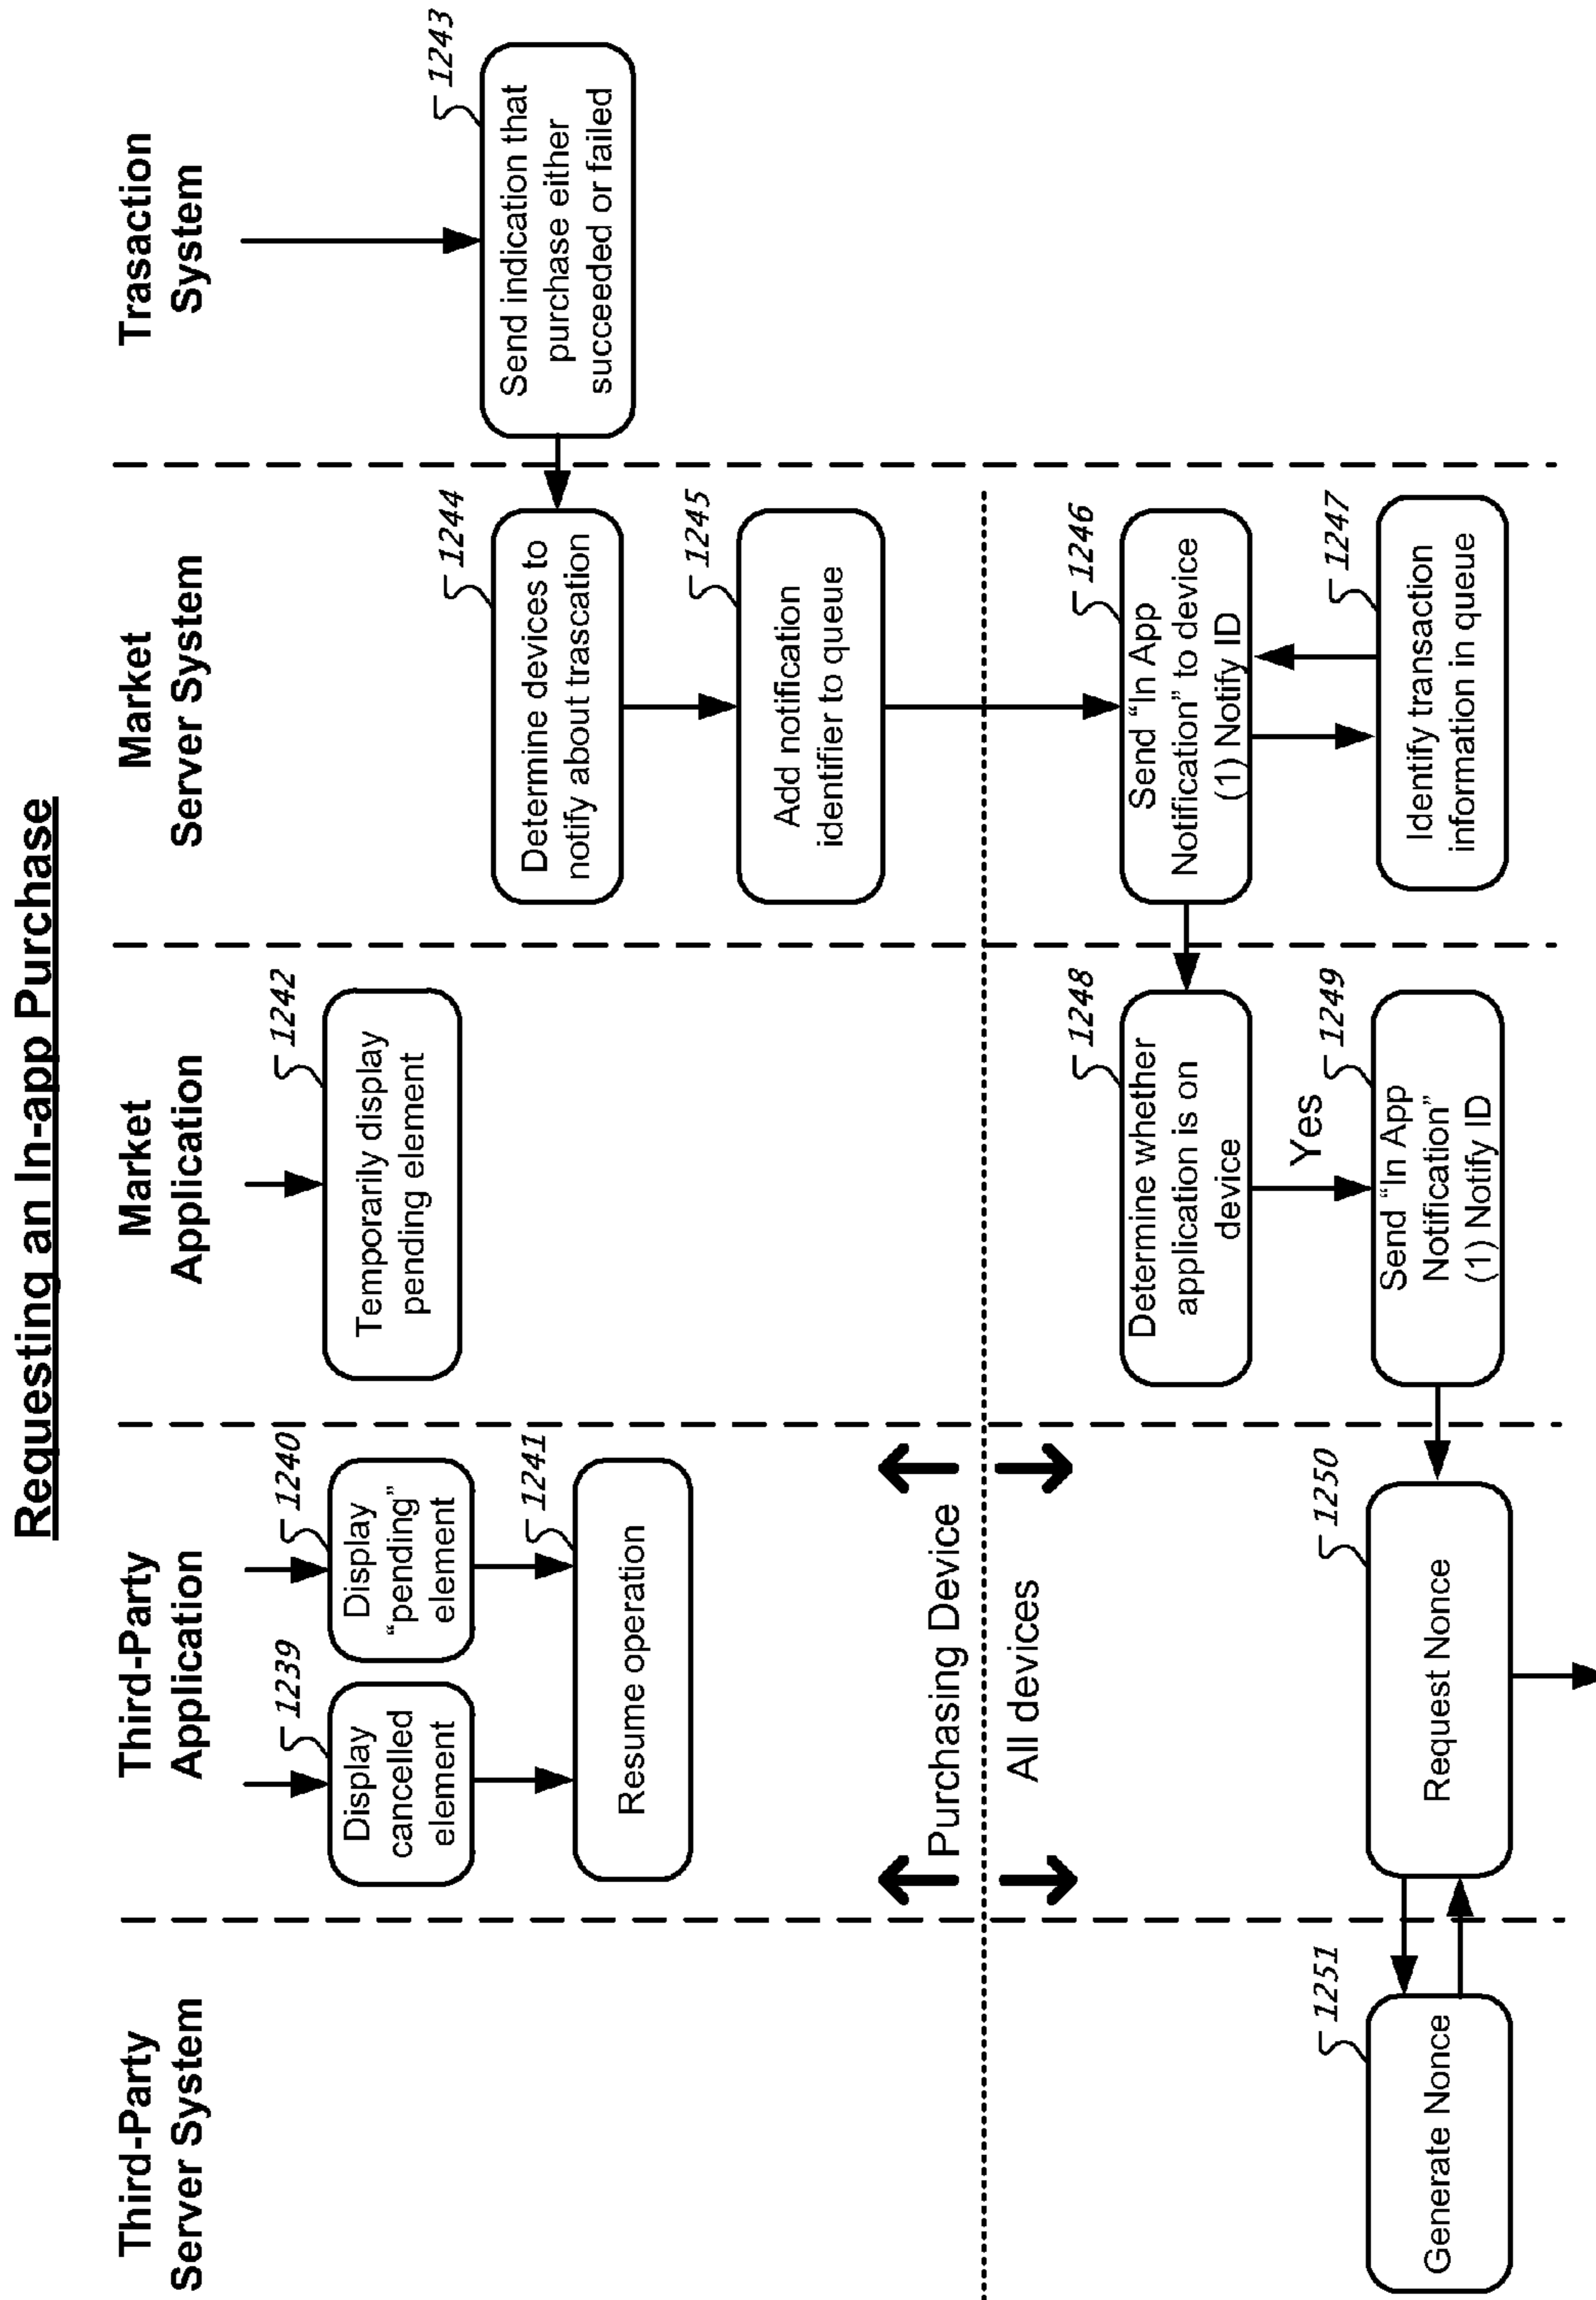 Requesting an In-app Purchase
Third-Party
Server System
Third-Party
Application
Market
Application
Market
Server System
Trasaction
System
1239
Display
cancelled
element
1240
Display
“pending”
element
1241
Resume operation
1242
Temporarily display
pending element
1243
Send indication that
purchase either
succeeded or failed
1244
Determine devices to
notify about trascation
1245
Add notification
identifier to queue
Purchasing Device
All devices
1246
Send “In App
Notification” to device
(1) Notify ID
1247
Identify transaction
information in queue
1248
Determine whether
application is on
device
Yes
1249
Send “In App
Notification”
(1) Notify ID
1250
Request Nonce
1251
Generate Nonce